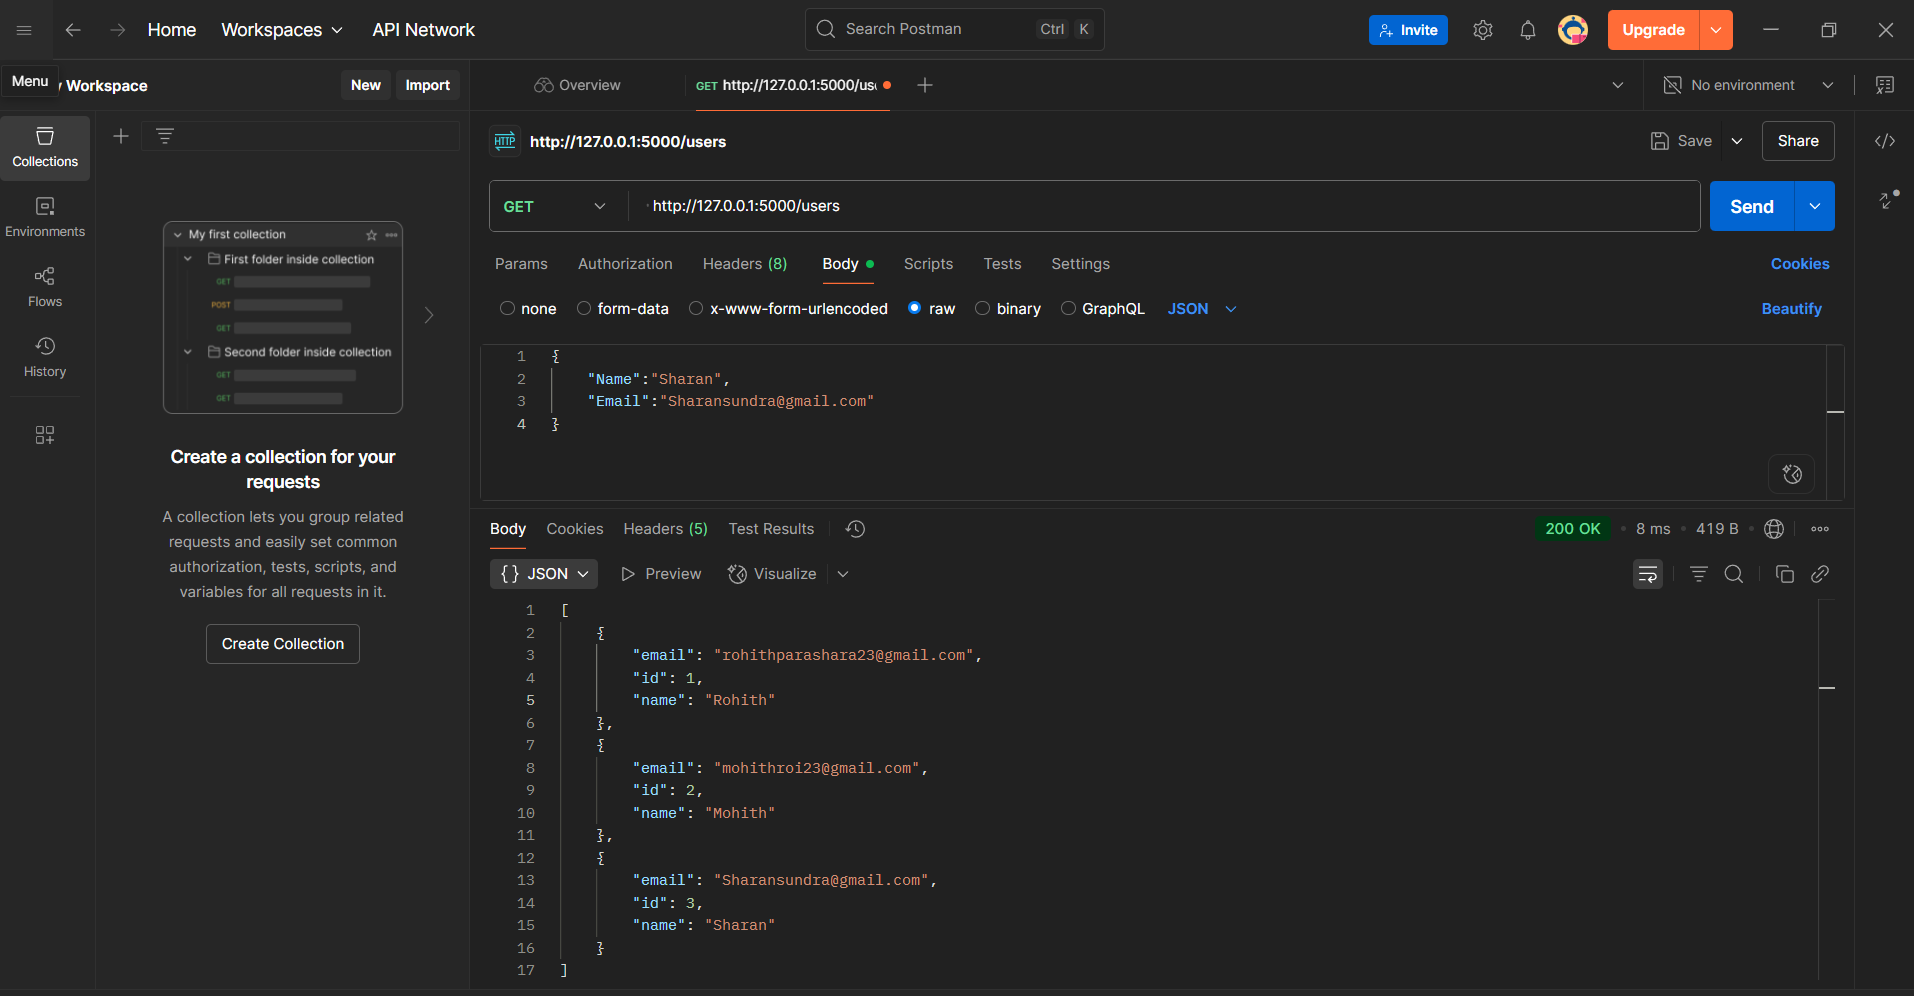 Home Workspaces API Network Search Postman Ctrl K Invite Upgrade
Menu y Workspace New Import Overview GET http://127.0.0.1:5000/use No environment
HTTP http://127.0.0.1:5000/users Save Share
Collections
Environments
Flows
History
My first collection
First folder inside collection
GET
POST
GET
Second folder inside collection
GET
GET
Create a collection for your
requests
A collection lets you group related
requests and easily set common
authorization, tests, scripts, and
variables for all requests in it.
Create Collection
GET http://127.0.0.1:5000/users Send
Params Authorization Headers (8) Body Scripts Tests Settings Cookies
none form-data x-www-form-urlencoded raw binary GraphQL JSON Beautify
1 {
2 "Name":"Sharan",
3 "Email":"Sharansundra@gmail.com"
4 }
Body Cookies Headers (5) Test Results 200 OK • 8 ms • 419 B •
{} JSON Preview Visualize
1 [
2 {
3 "email": "rohithparashara23@gmail.com",
4 "id": 1,
5 "name": "Rohith"
6 },
7 {
8 "email": "mohithroi23@gmail.com",
9 "id": 2,
10 "name": "Mohith"
11 },
12 {
13 "email": "Sharansundra@gmail.com",
14 "id": 3,
15 "name": "Sharan"
16 }
17 ]